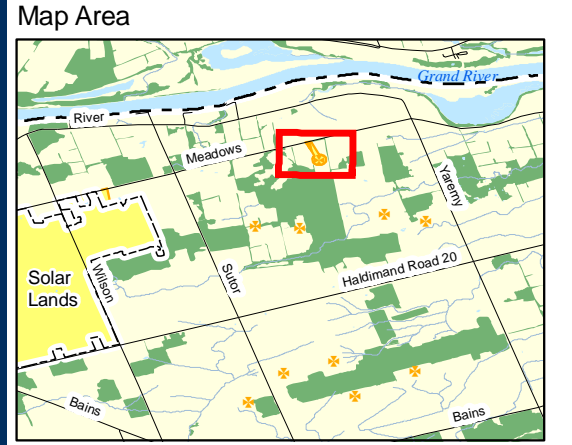 Map Area
Grand River
River
Meadows
Yaremy
Haldimand Road 20
Solar
Lands
Wilson
Sutor
Bains
Bains